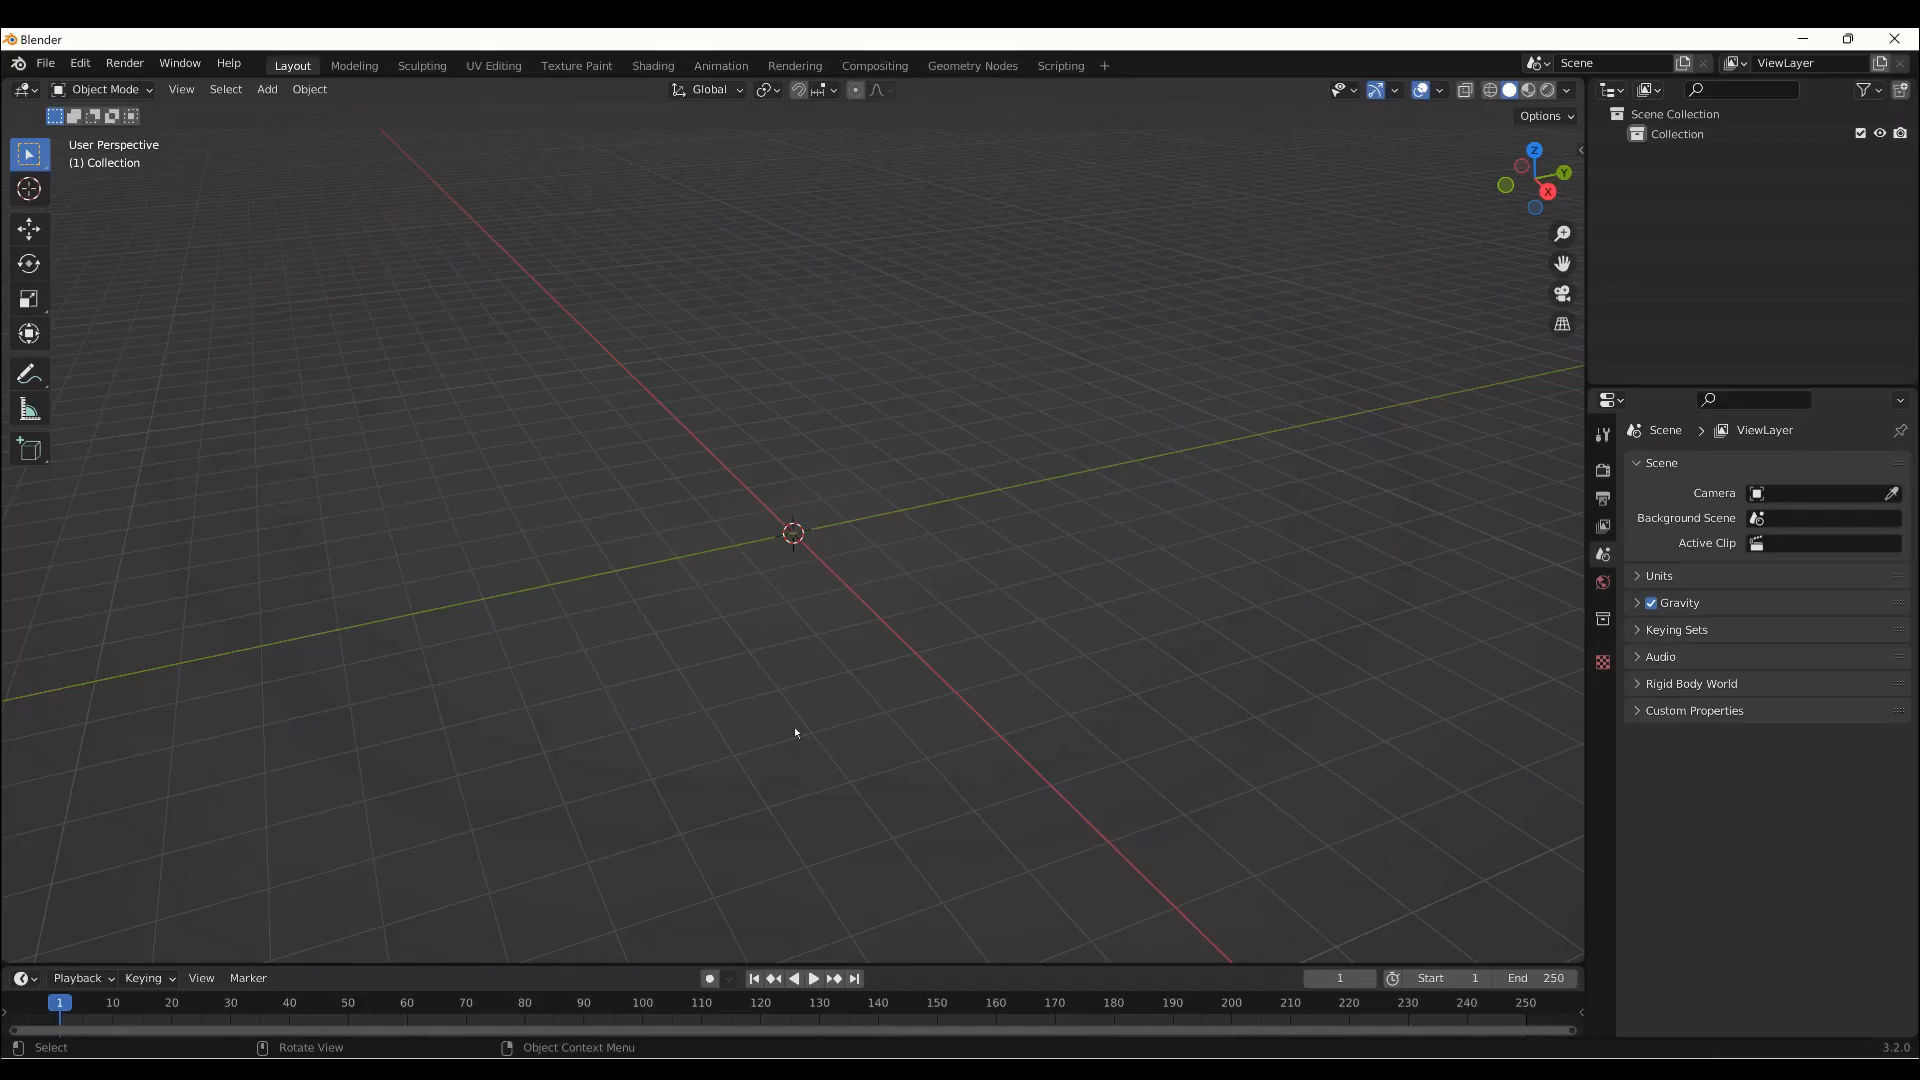 Blender
File Edit Render Window Help Layout Modeling Sculpting UV Editing Texture Paint Shading Animation Rendering Compositing Geometry Nodes Scripting + Scene ViewLayer
Object Mode View Select Add Object Global
Options
User Perspective
(1) Collection
Z
Y
X
Scene Collection
Collection
Scene > ViewLayer
Scene
Camera
Background Scene
Active Clip
Units
Gravity
Keying Sets
Audio
Rigid Body World
Custom Properties
Playback Keying View Marker 1 Start 1 End 250
1 10 20 30 40 50 60 70 80 90 100 110 120 130 140 150 160 170 180 190 200 210 220 230 240 250
Select Rotate View Object Context Menu 3.2.0